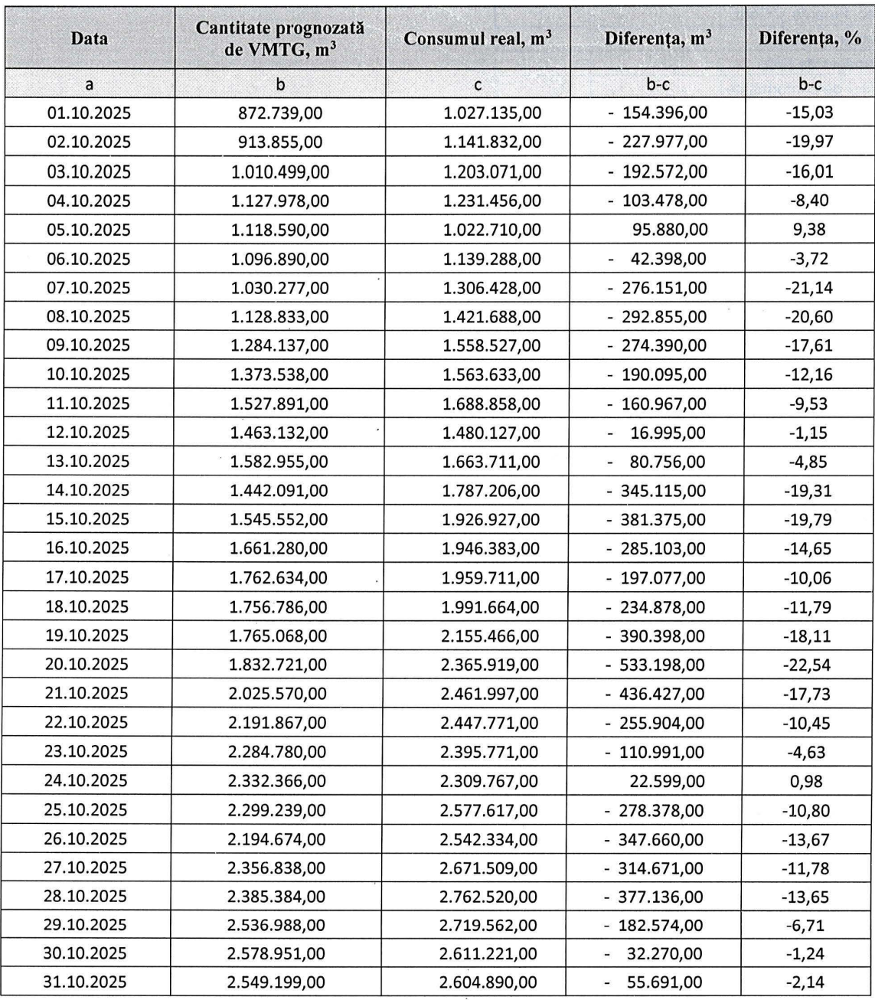 Data Cantitate prognozată de VMTG, m³ Consumul real, m³ Diferența, m³ Diferența, %
a b c b-c b-c
01.10.2025 872.739,00 1.027.135,00 - 154.396,00 -15,03
02.10.2025 913.855,00 1.141.832,00 - 227.977,00 -19,97
03.10.2025 1.010.499,00 1.203.071,00 - 192.572,00 -16,01
04.10.2025 1.127.978,00 1.231.456,00 - 103.478,00 -8,40
05.10.2025 1.118.590,00 1.022.710,00 95.880,00 9,38
06.10.2025 1.096.890,00 1.139.288,00 - 42.398,00 -3,72
07.10.2025 1.030.277,00 1.306.428,00 - 276.151,00 -21,14
08.10.2025 1.128.833,00 1.421.688,00 - 292.855,00 -20,60
09.10.2025 1.284.137,00 1.558.527,00 - 274.390,00 -17,61
10.10.2025 1.373.538,00 1.563.633,00 - 190.095,00 -12,16
11.10.2025 1.527.891,00 1.688.858,00 - 160.967,00 -9,53
12.10.2025 1.463.132,00 1.480.127,00 - 16.995,00 -1,15
13.10.2025 1.582.955,00 1.663.711,00 - 80.756,00 -4,85
14.10.2025 1.442.091,00 1.787.206,00 - 345.115,00 -19,31
15.10.2025 1.545.552,00 1.926.927,00 - 381.375,00 -19,79
16.10.2025 1.661.280,00 1.946.383,00 - 285.103,00 -14,65
17.10.2025 1.762.634,00 1.959.711,00 - 197.077,00 -10,06
18.10.2025 1.756.786,00 1.991.664,00 - 234.878,00 -11,79
19.10.2025 1.765.068,00 2.155.466,00 - 390.398,00 -18,11
20.10.2025 1.832.721,00 2.365.919,00 - 533.198,00 -22,54
21.10.2025 2.025.570,00 2.461.997,00 - 436.427,00 -17,73
22.10.2025 2.191.867,00 2.447.771,00 - 255.904,00 -10,45
23.10.2025 2.284.780,00 2.395.771,00 - 110.991,00 -4,63
24.10.2025 2.332.366,00 2.309.767,00 22.599,00 0,98
25.10.2025 2.299.239,00 2.577.617,00 - 278.378,00 -10,80
26.10.2025 2.194.674,00 2.542.334,00 - 347.660,00 -13,67
27.10.2025 2.356.838,00 2.671.509,00 - 314.671,00 -11,78
28.10.2025 2.385.384,00 2.762.520,00 - 377.136,00 -13,65
29.10.2025 2.536.988,00 2.719.562,00 - 182.574,00 -6,71
30.10.2025 2.578.951,00 2.611.221,00 - 32.270,00 -1,24
31.10.2025 2.549.199,00 2.604.890,00 - 55.691,00 -2,14